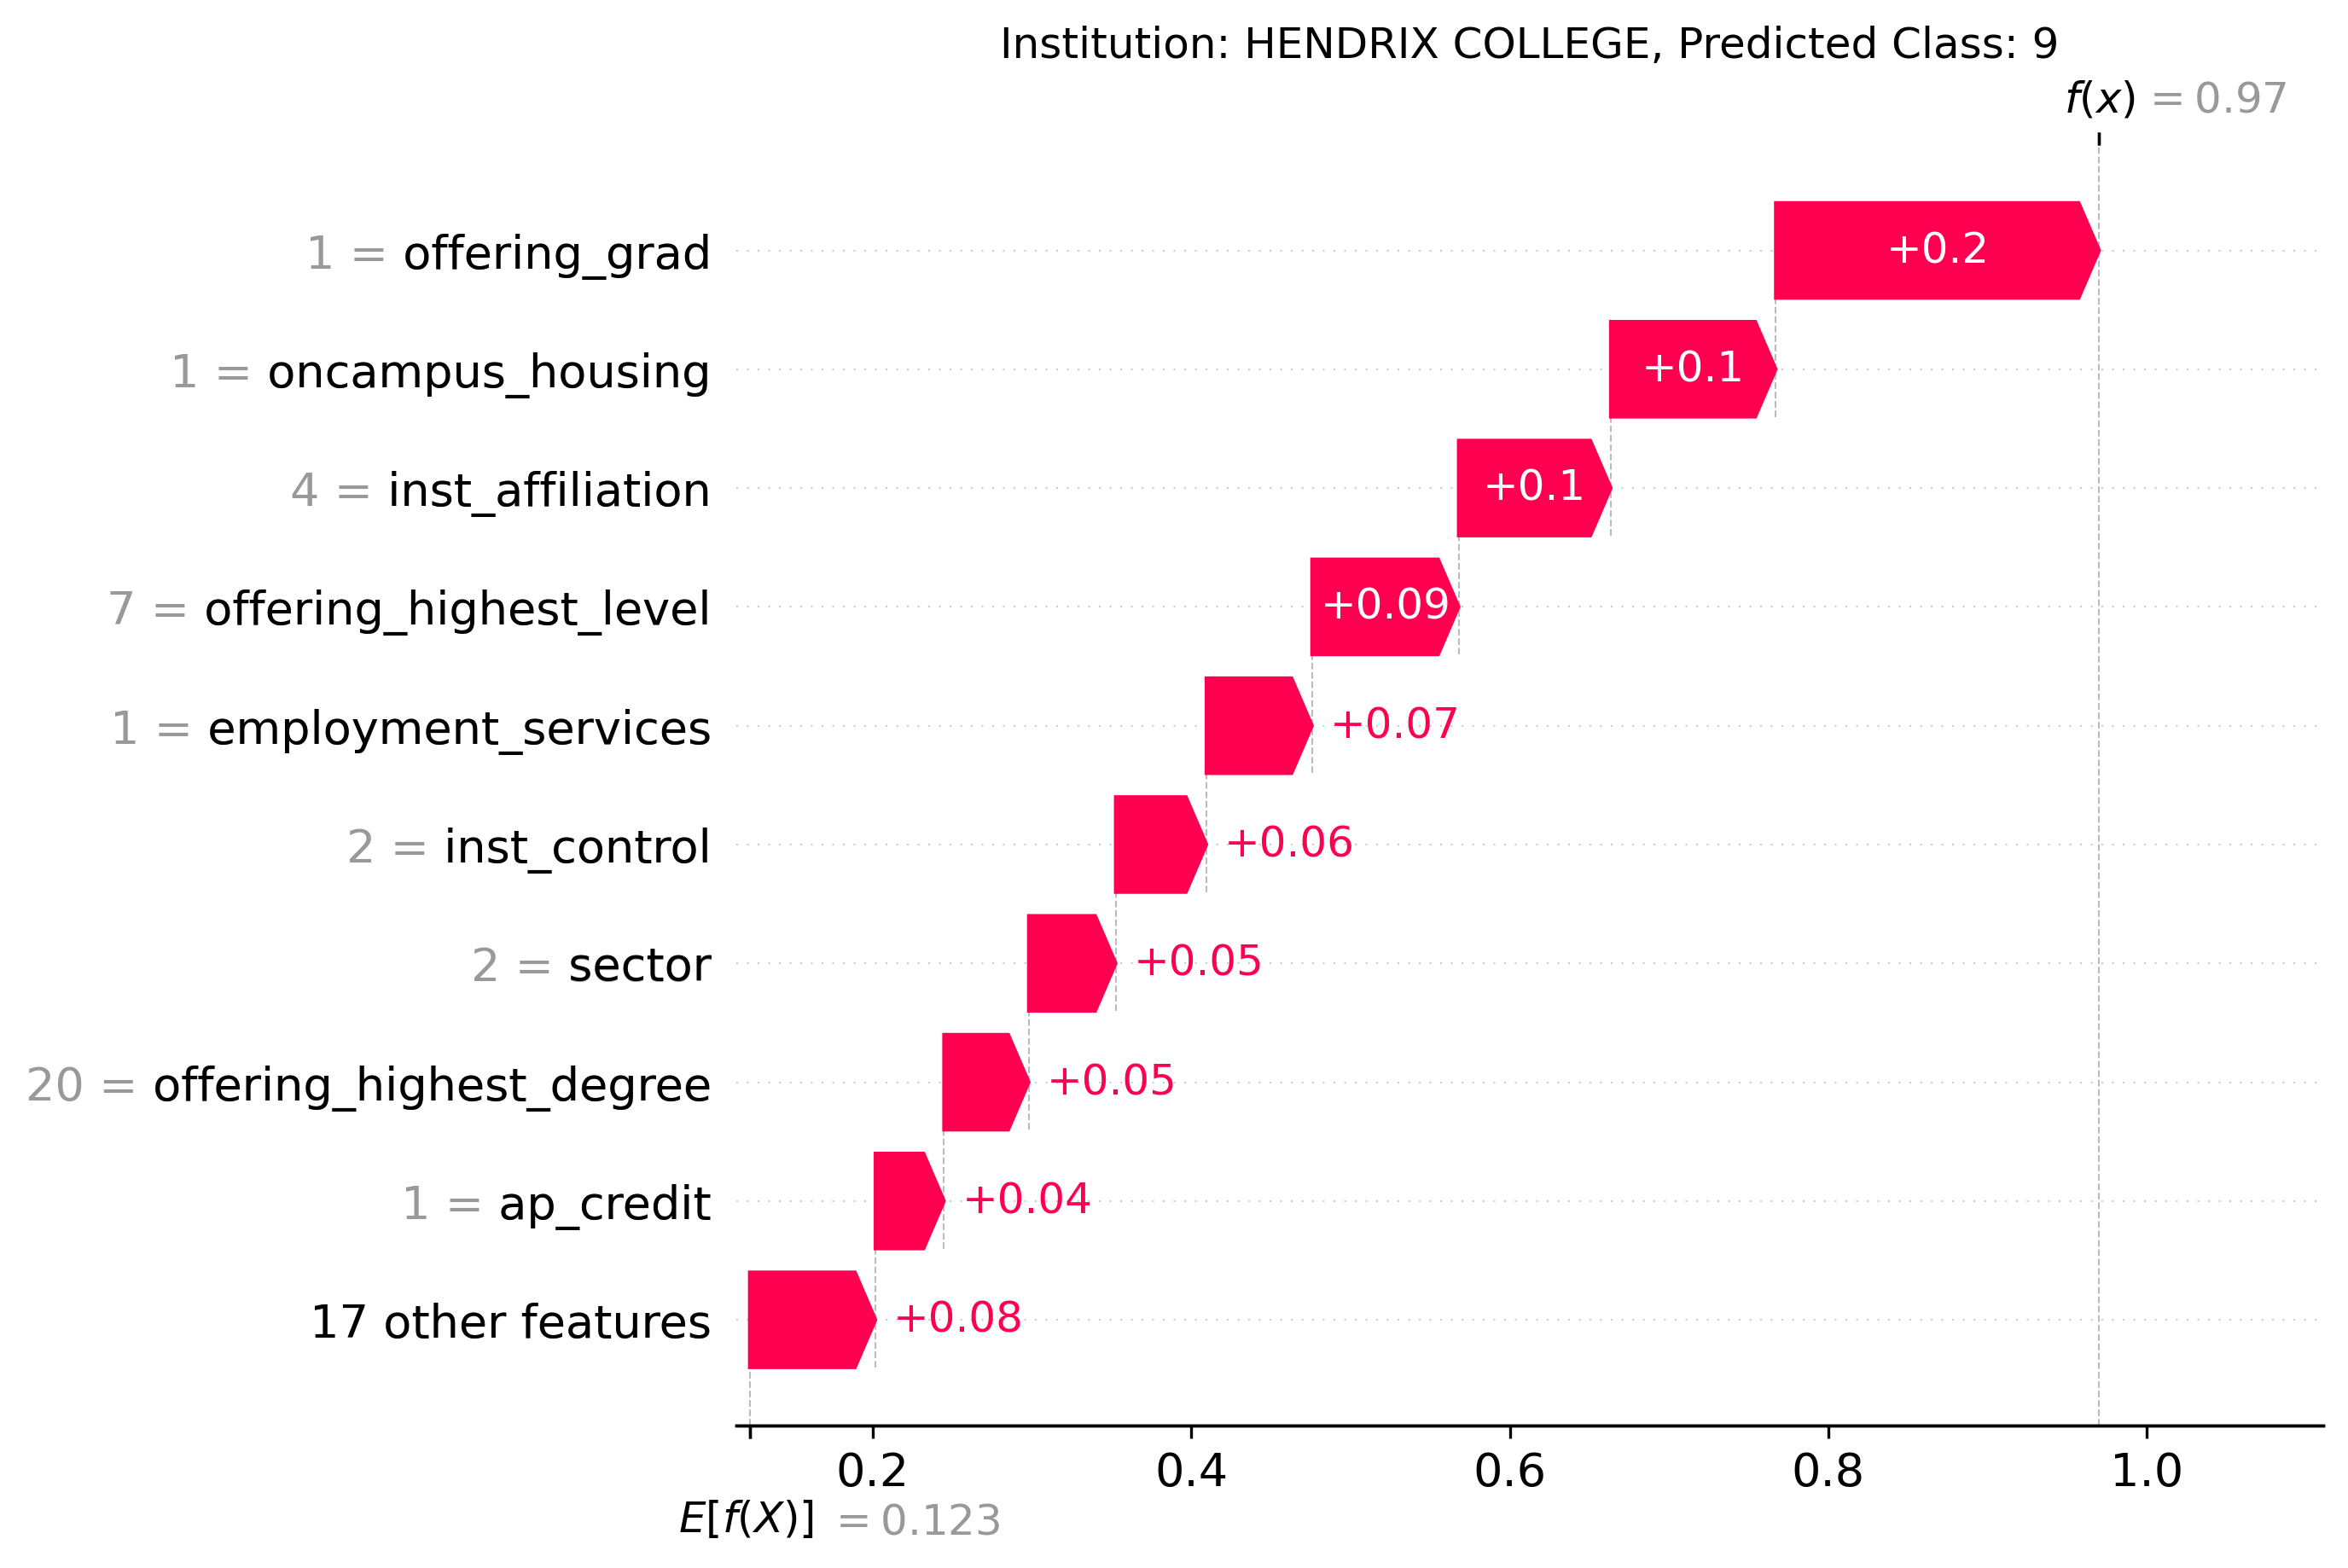 Institution: HENDRIX COLLEGE, Predicted Class: 9
f(x) = 0.97
1 = offering_grad +0.2
1 = oncampus_housing +0.1
4 = inst_affiliation +0.1
7 = offering_highest_level +0.09
1 = employment_services +0.07
2 = inst_control +0.06
2 = sector +0.05
20 = offering_highest_degree +0.05
1 = ap_credit +0.04
17 other features +0.08
0.2 0.4 0.6 0.8 1.0
E[f(X)] = 0.123